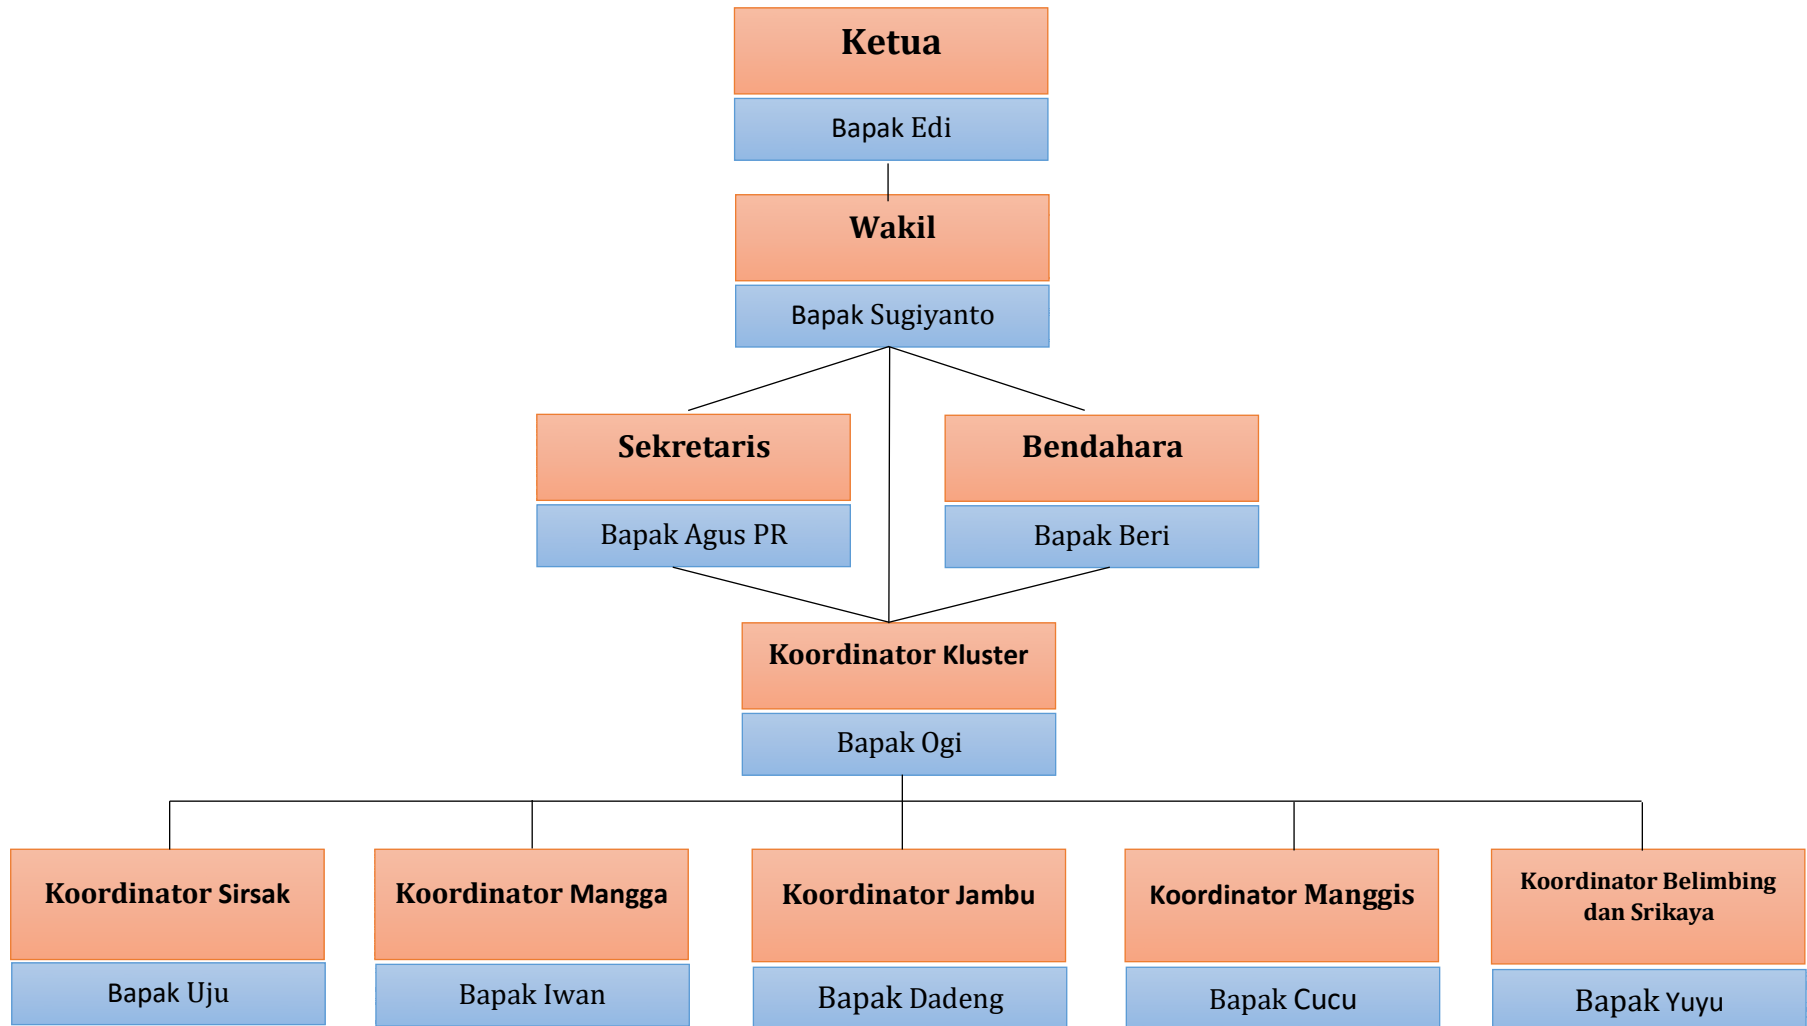 Ketua
Bapak Edi
Wakil
Bapak Sugiyanto
Sekretaris
Bapak Agus PR
Bendahara
Bapak Beri
Koordinator Kluster
Bapak Ogi
Koordinator Sirsak
Bapak Uju
Koordinator Mangga
Bapak Iwan
Koordinator Jambu
Bapak Dadeng
Koordinator Manggis
Bapak Cucu
Koordinator Belimbing
dan Srikaya
Bapak Yuyu